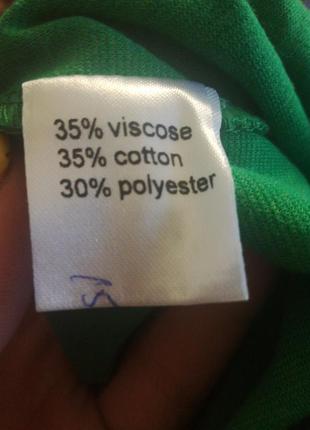 35% viscose
35% cotton
30% polyester